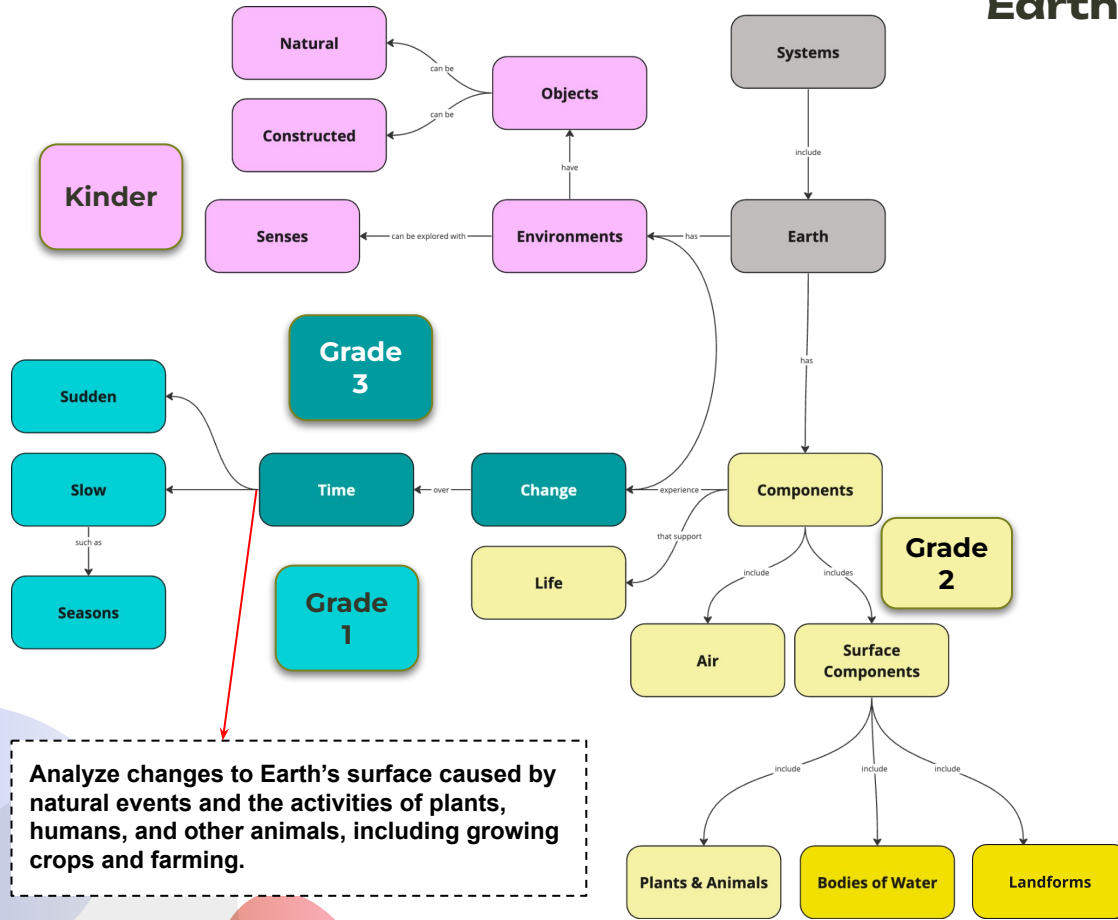 Earth
Natural
Systems
can be
Objects
can be
Constructed
include
Kinder
have
Senses
can be explored with
Environments
has
Earth
Grade
3
has
Sudden
Slow
Time
over
Change
experience
Components
such as
that support
Grade
2
Life
include
includes
Seasons
Grade
1
Air
Surface
Components
Analyze changes to Earth's surface caused by
natural events and the activities of plants,
humans, and other animals, including growing
crops and farming.
include
include
include
Plants & Animals
Bodies of Water
Landforms